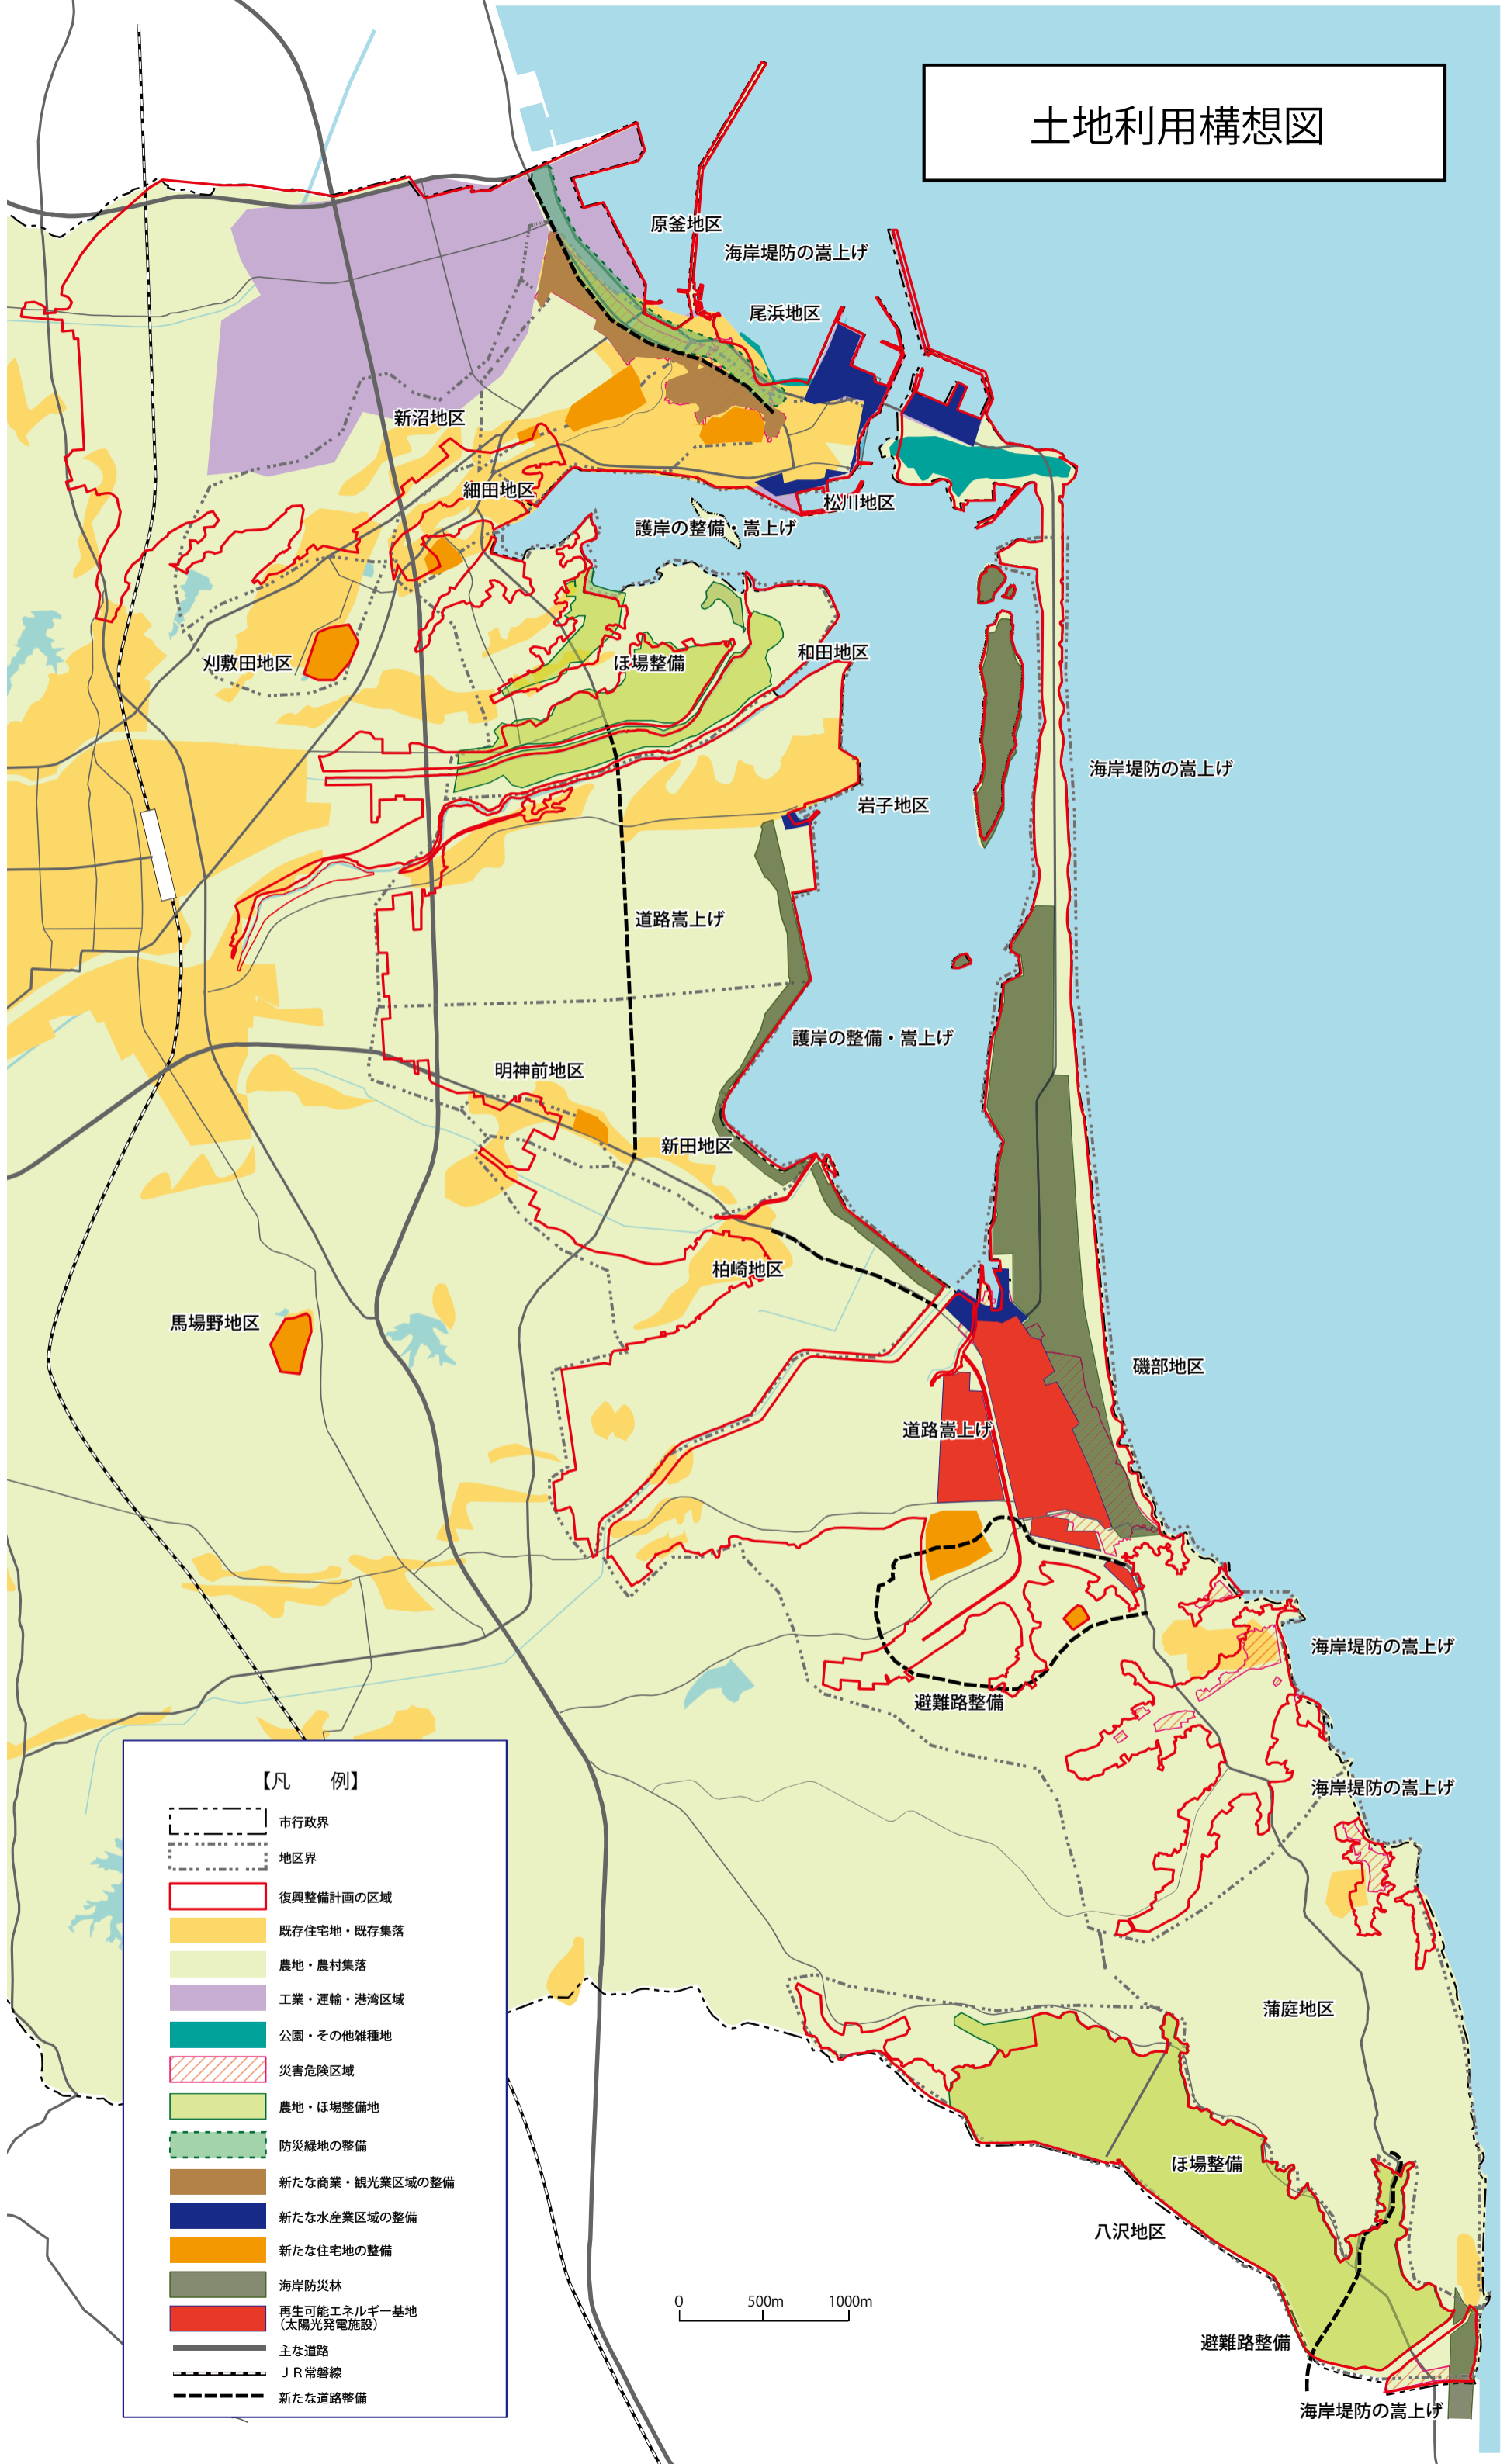 土地利用構想図
原釜地区
海岸堤防の嵩上げ
尾浜地区
新沼地区
細田地区
松川地区
護岸の整備・嵩上げ
刈敷田地区
ほ場整備
和田地区
海岸堤防の嵩上げ
岩子地区
道路嵩上げ
護岸の整備・嵩上げ
明神前地区
新田地区
柏崎地区
馬場野地区
磯部地区
道路嵩上げ
海岸堤防の嵩上げ
避難路整備
海岸堤防の嵩上げ
蒲庭地区
ほ場整備
八沢地区
避難路整備
海岸堤防の嵩上げ
【凡　例】
市行政界
地区界
復興整備計画の区域
既存住宅地・既存集落
農地・農村集落
工業・運輸・港湾区域
公園・その他雑種地
災害危険区域
農地・ほ場整備地
防災緑地の整備
新たな商業・観光業区域の整備
新たな水産業区域の整備
新たな住宅地の整備
海岸防災林
再生可能エネルギー基地
（太陽光発電施設）
主な道路
ＪＲ常磐線
新たな道路整備
0 500m 1000m